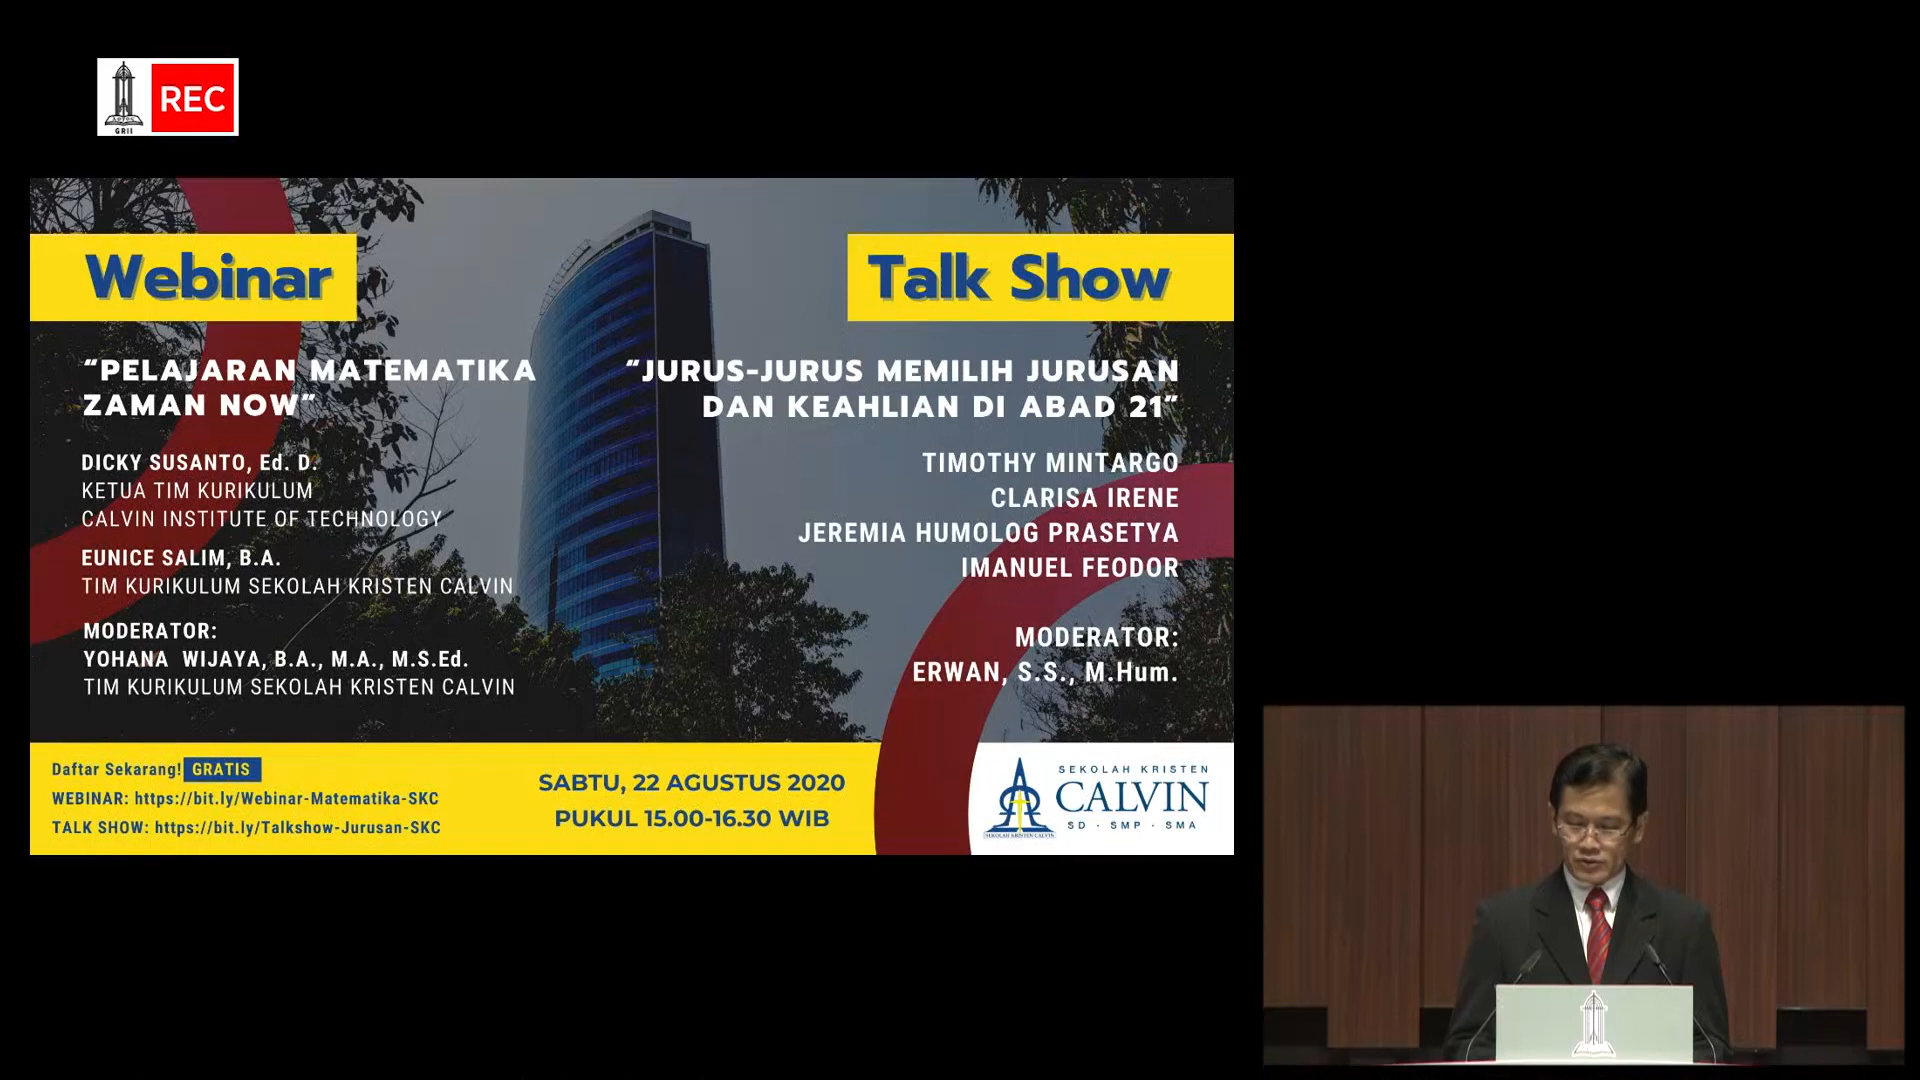 GRII
REC
Webinar
“PELAJARAN MATEMATIKA
ZAMAN NOW”
DICKY SUSANTO, Ed. D.
KETUA TIM KURIKULUM
CALVIN INSTITUTE OF TECHNOLOGY
EUNICE SALIM, B.A.
TIM KURIKULUM SEKOLAH KRISTEN CALVIN
MODERATOR:
YOHANA WIJAYA, B.A., M.A., M.S.Ed.
TIM KURIKULUM SEKOLAH KRISTEN CALVIN
Talk Show
“JURUS-JURUS MEMILIH JURUSAN
DAN KEAHLIAN DI ABAD 21”
TIMOTHY MINTARGO
CLARISA IRENE
JEREMIA HUMOLOG PRASETYA
IMANUEL FEODOR
MODERATOR:
ERWAN, S.S., M.Hum.
Daftar Sekarang! GRATIS
WEBINAR: https://bit.ly/Webinar-Matematika-SKC
TALK SHOW: https://bit.ly/Talkshow-Jurusan-SKC
SABTU, 22 AGUSTUS 2020
PUKUL 15.00-16.30 WIB
SEKOLAH KRISTEN CALVIN
SEKOLAH KRISTEN
CALVIN
SD · SMP · SMA